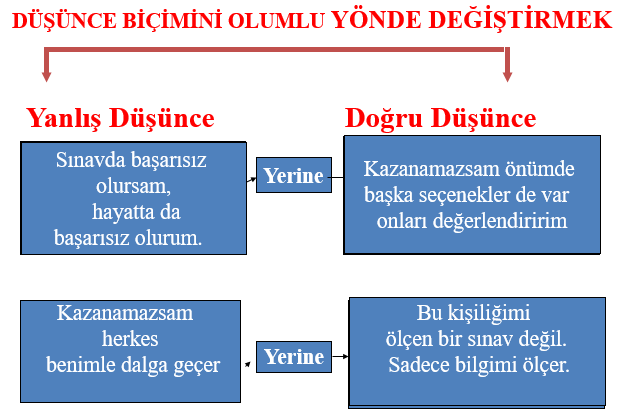 DÜŞÜNCE BİÇİMİNİ OLUMLU YÖNDE DEĞİŞTİRMEK
Yanlış Düşünce
Doğru Düşünce
Sınavda başarısız
olursam,
hayatta da
başarısız olurum.
Yerine
Kazanamazsam önümde
başka seçenekler de var
onları değerlendiririm
Kazanamazsam
herkes
benimle dalga geçer
Yerine
Bu kişiliğimi
ölçen bir sınav değil.
Sadece bilgimi ölçer.